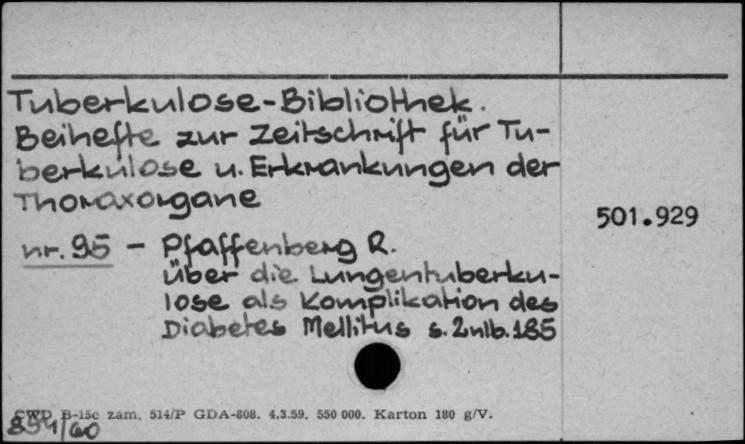 Tuberkulose-Bibliothek.
Beihefte zur Zeitschrift für Tu-
berkulose u. Erkrankungen der
Thoraxorgane
501.929
nr. 95 - Pfaffenberg R.
Über die Lungentuberku-
lose als Komplikation des
Diabetes Mellitus s. 2nlb. 185
CWD B-15c zam. 514/P GDA-808. 4.3.59. 550 000. Karton 180 g/V.